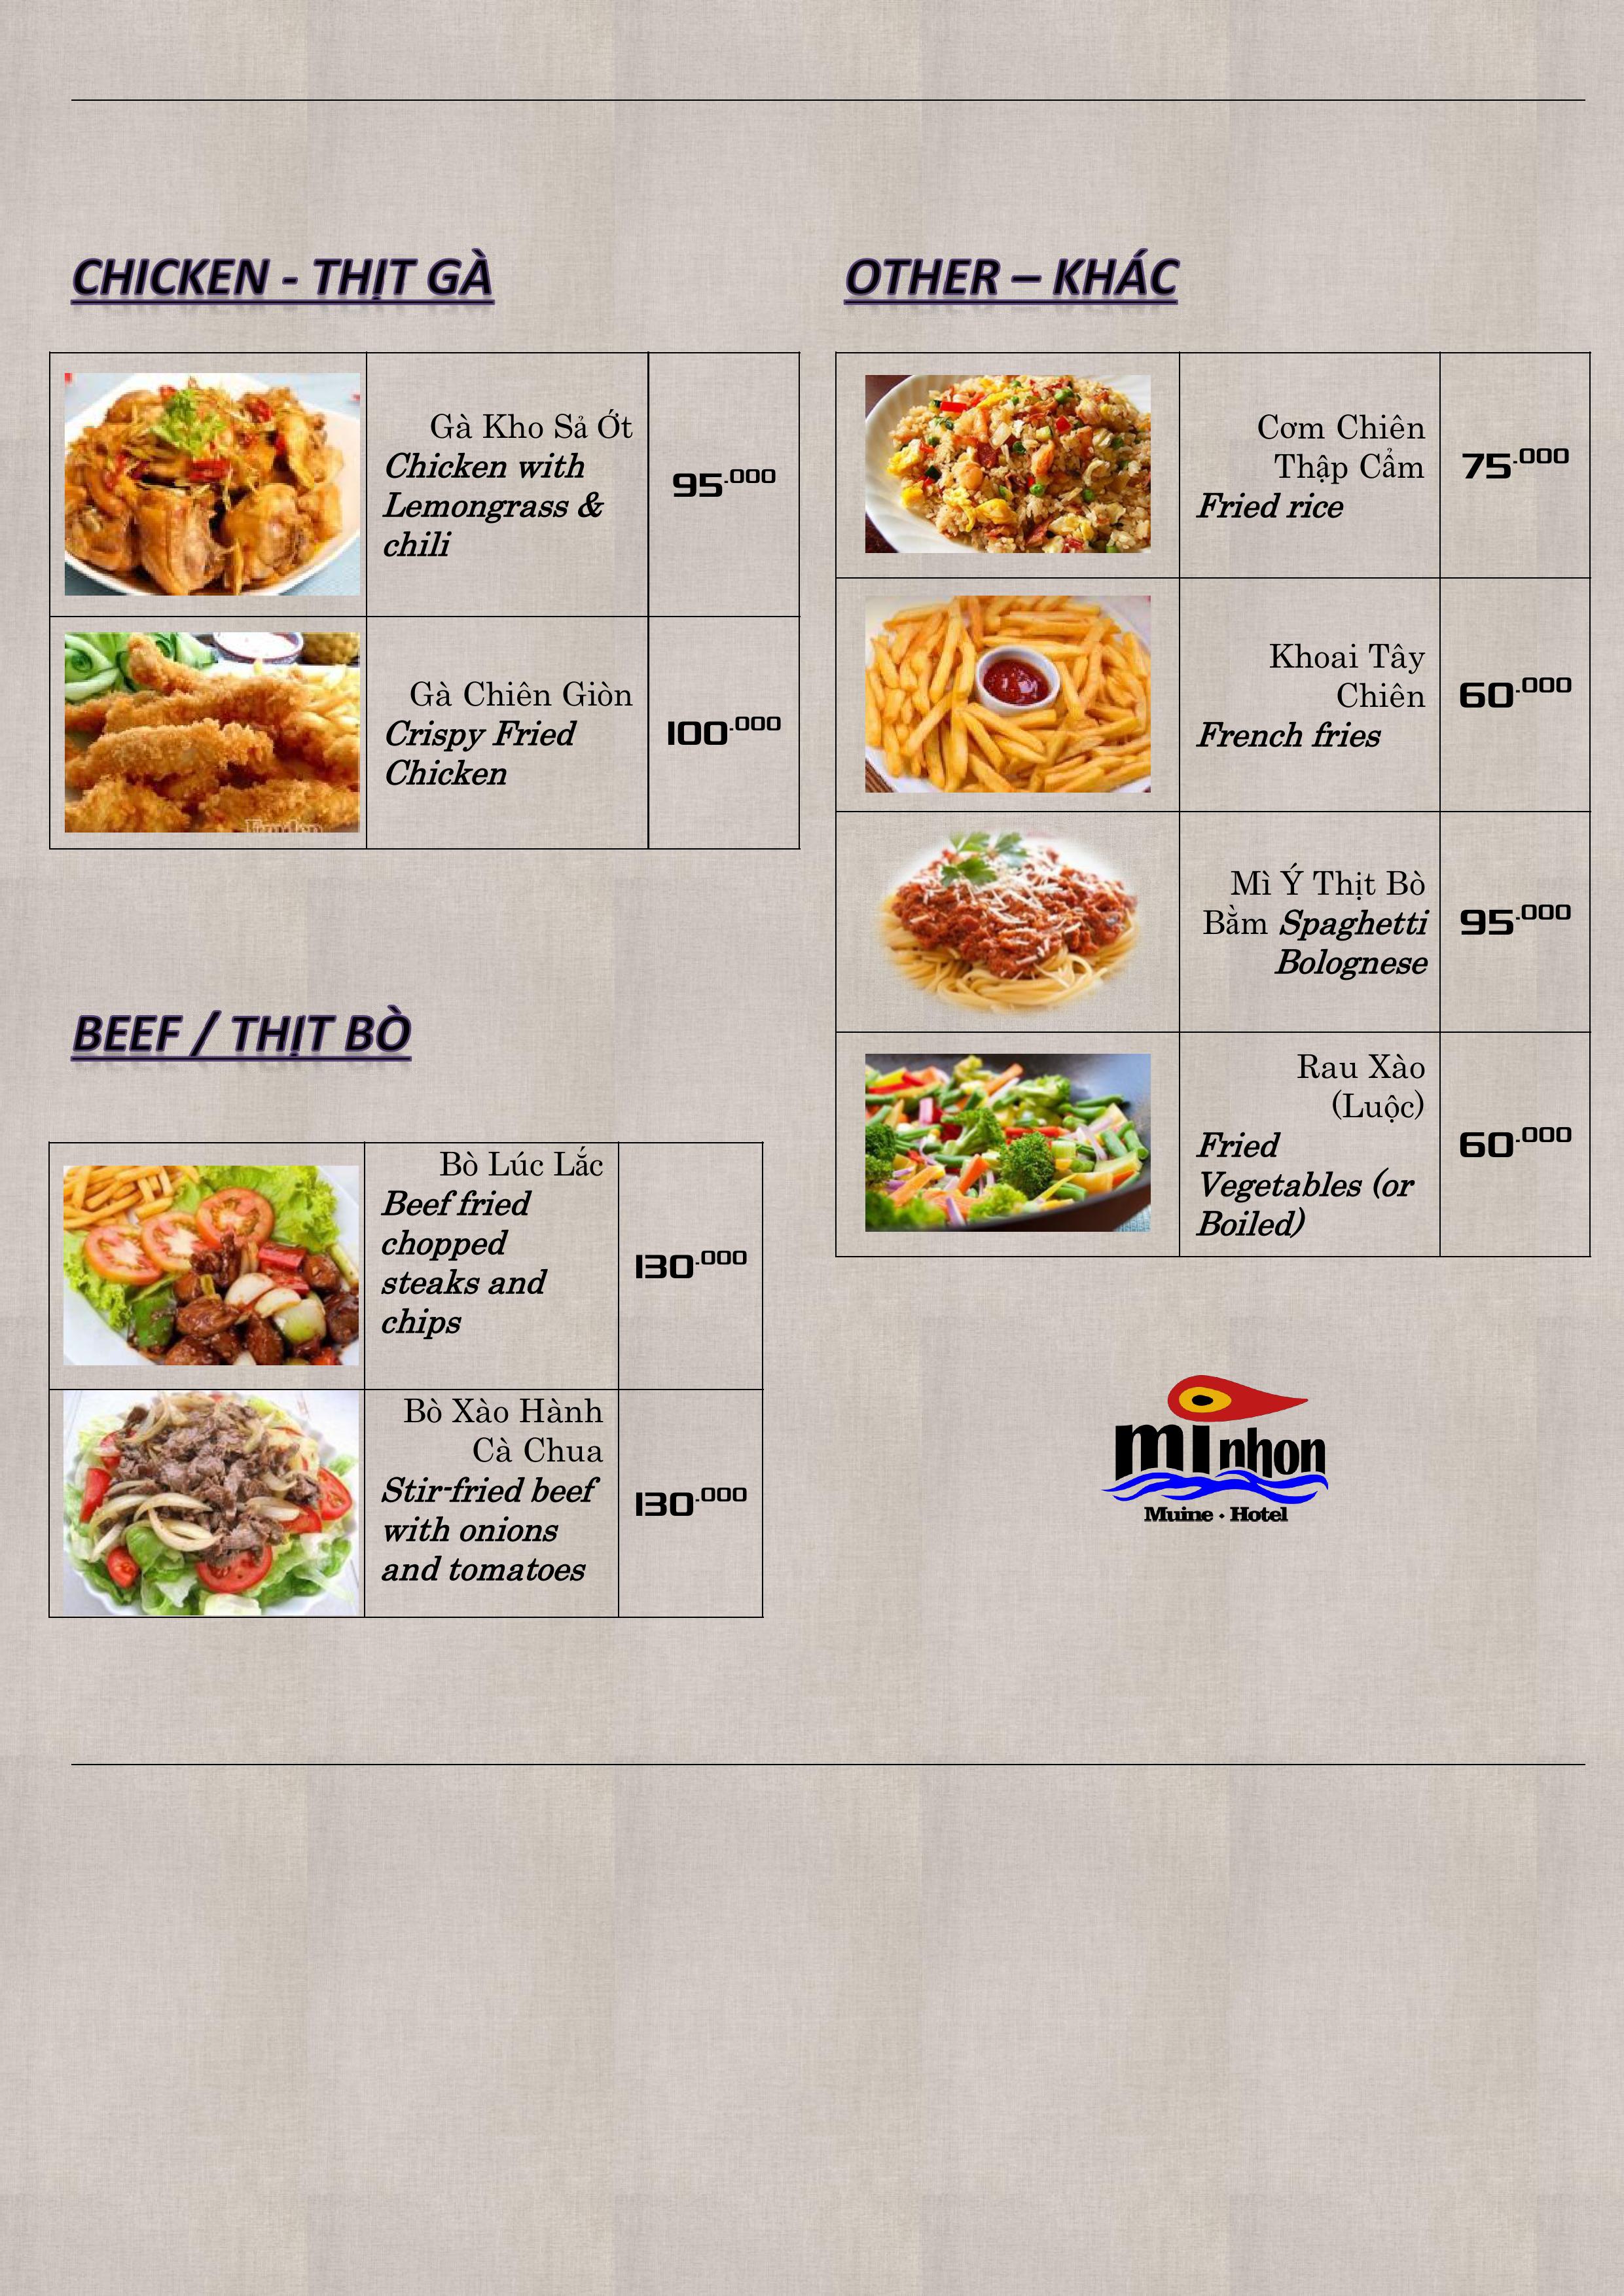 CHICKEN - THỊT GÀ
Gà Kho Sả Ớt
Chicken with
Lemongrass &
chili
95.000
Gà Chiên Giòn
Crispy Fried
Chicken
100.000
BEEF / THỊT BÒ
Bò Lúc Lắc
Beef fried
chopped
steaks and
chips
130.000
Bò Xào Hành
Cà Chua
Stir-fried beef
with onions
and tomatoes
130.000
OTHER – KHÁC
Cơm Chiên
Thập Cẩm
Fried rice
75.000
Khoai Tây
Chiên
French fries
60.000
Mì Ý Thịt Bò
Bằm Spaghetti
Bolognese
95.000
Rau Xào
(Luộc)
Fried
Vegetables (or
Boiled)
60.000
minhon
Muine · Hotel